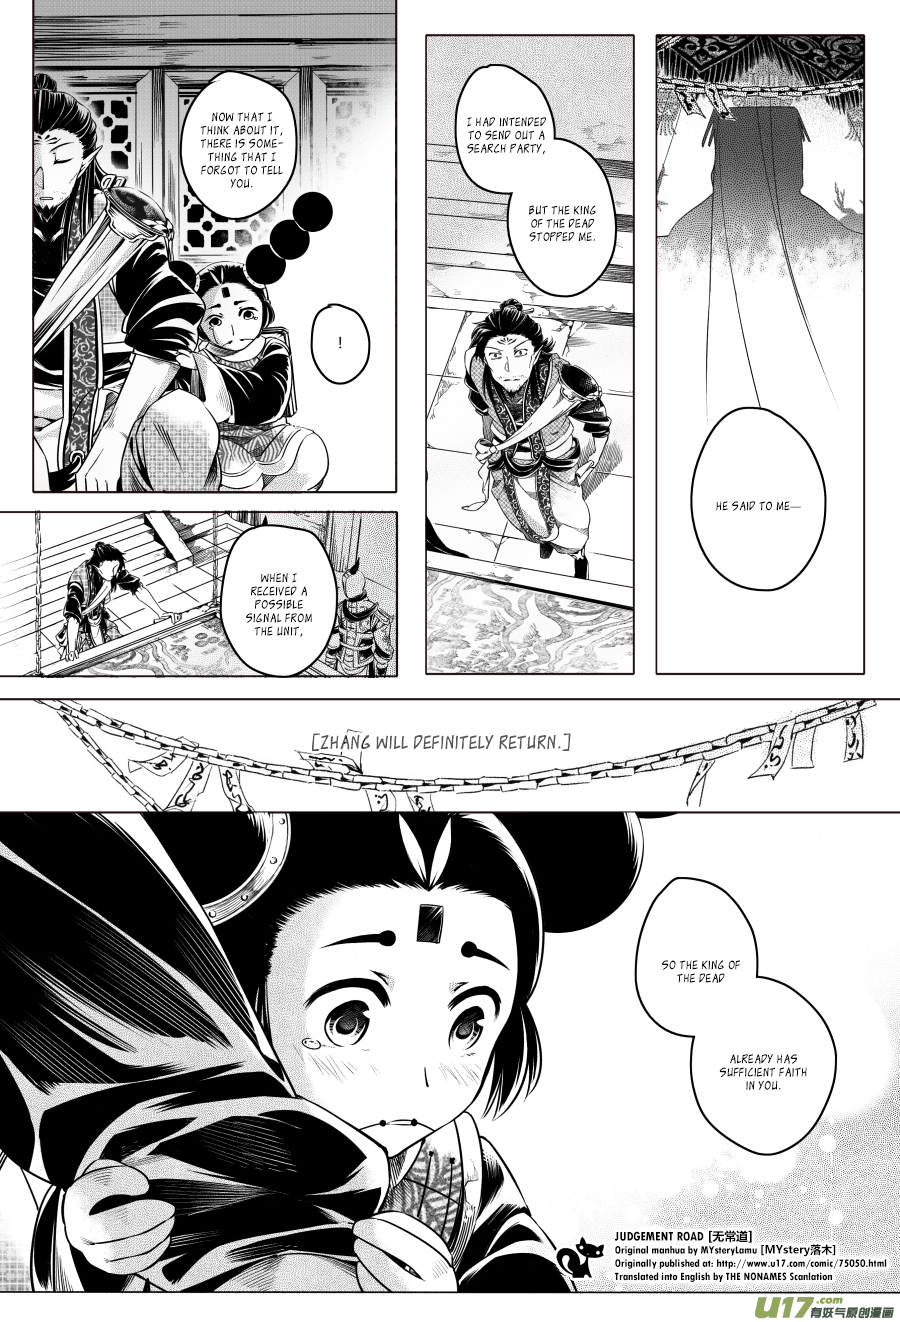 NOW THAT I
THINK ABOUT IT,
THERE IS SOME-
THING THAT I
FORGOT TO TELL
YOU.
!
WHEN I
RECEIVED A
POSSIBLE
SIGNAL FROM
THE UNIT,
I HAD INTENDED
TO SEND OUT A
SEARCH PARTY,
BUT THE KING
OF THE DEAD
STOPPED ME.
HE SAID TO ME—
[ZHANG WILL DEFINITELY RETURN.]
SO THE KING OF
THE DEAD
ALREADY HAS
SUFFICIENT FAITH
IN YOU.
JUDGEMENT ROAD [无常道]
Original manhua by MYsteryLamu [MYstery落木]
Originally published at: http://www.u17.com/comic/75050.html
Translated into English by THE NONAMES Scanlation
U17.com
有妖气原创漫画